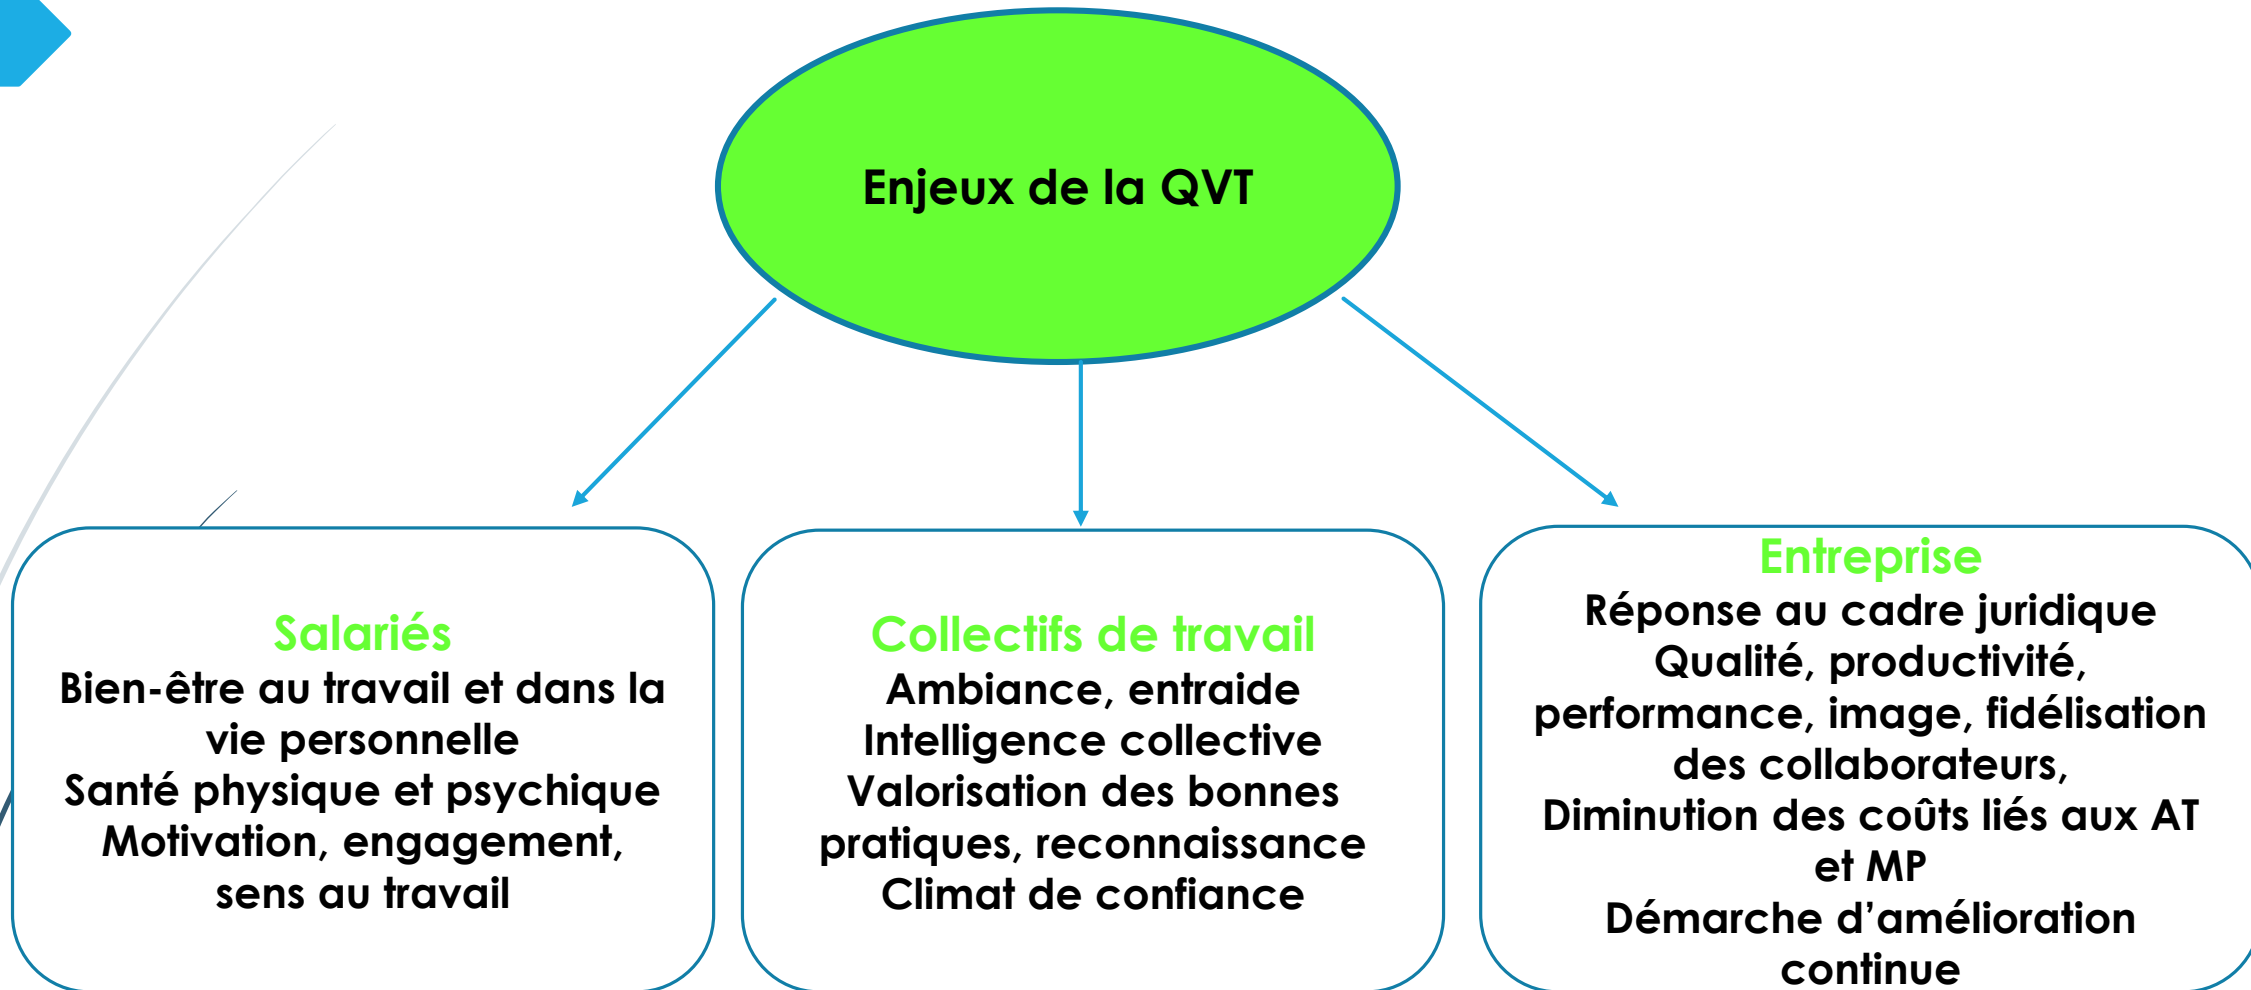 Enjeux de la QVT
Salariés
Bien-être au travail et dans la
vie personnelle
Santé physique et psychique
Motivation, engagement,
sens au travail
Collectifs de travail
Ambiance, entraide
Intelligence collective
Valorisation des bonnes
pratiques, reconnaissance
Climat de confiance
Entreprise
Réponse au cadre juridique
Qualité, productivité,
performance, image, fidélisation
des collaborateurs,
Diminution des coûts liés aux AT
et MP
Démarche d’amélioration
continue